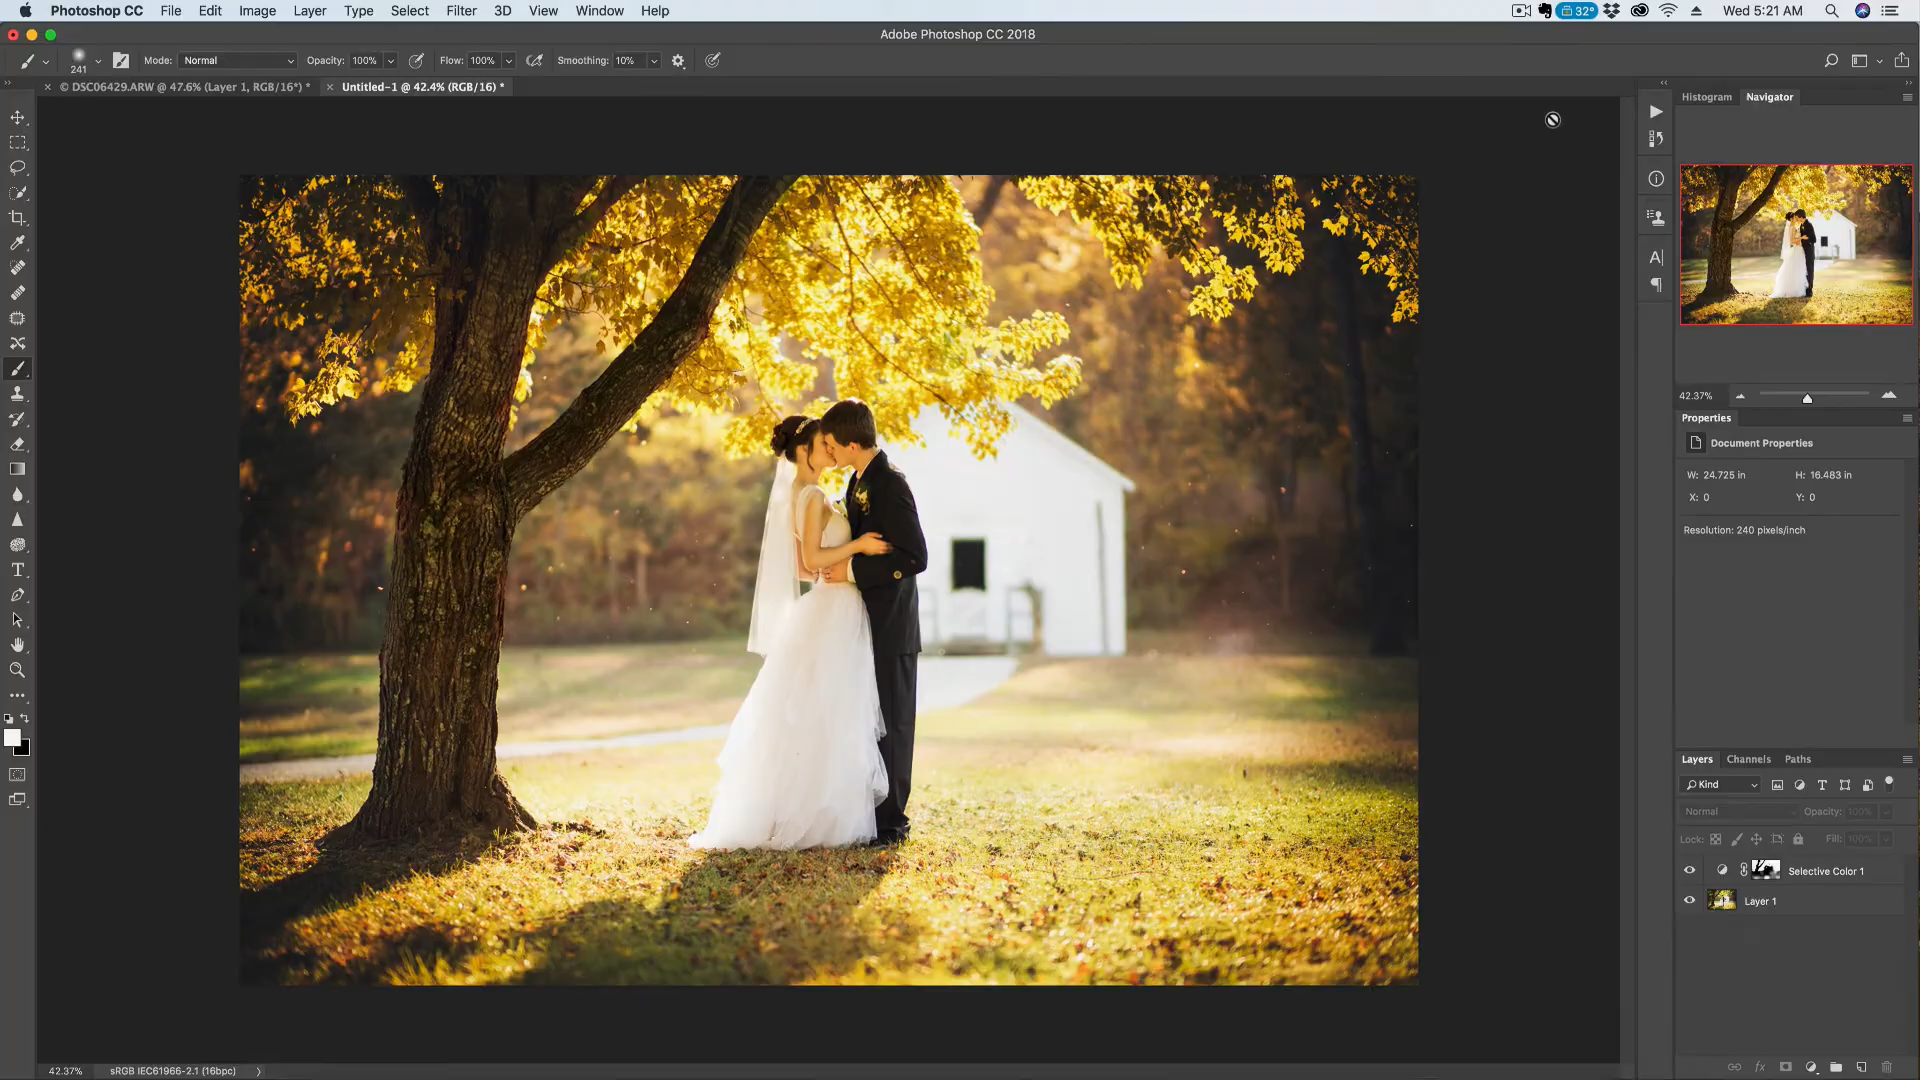 Photoshop CC File Edit Image Layer Type Select Filter 3D View Window Help 32° Wed 5:21 AM
Adobe Photoshop CC 2018
241 Mode: Normal Opacity: 100% Flow: 100% Smoothing: 10%
© DSC06429.ARW @ 47.6% (Layer 1, RGB/16*) * Untitled-1 @ 42.4% (RGB/16) *
Histogram Navigator
42.37%
Properties
Document Properties
W: 24.725 in H: 16.483 in
X: 0 Y: 0
Resolution: 240 pixels/inch
Layers Channels Paths
Kind
Normal Opacity: 100%
Lock: Fill: 100%
Selective Color 1
Layer 1
42.37% sRGB IEC61966-2.1 (16bpc)